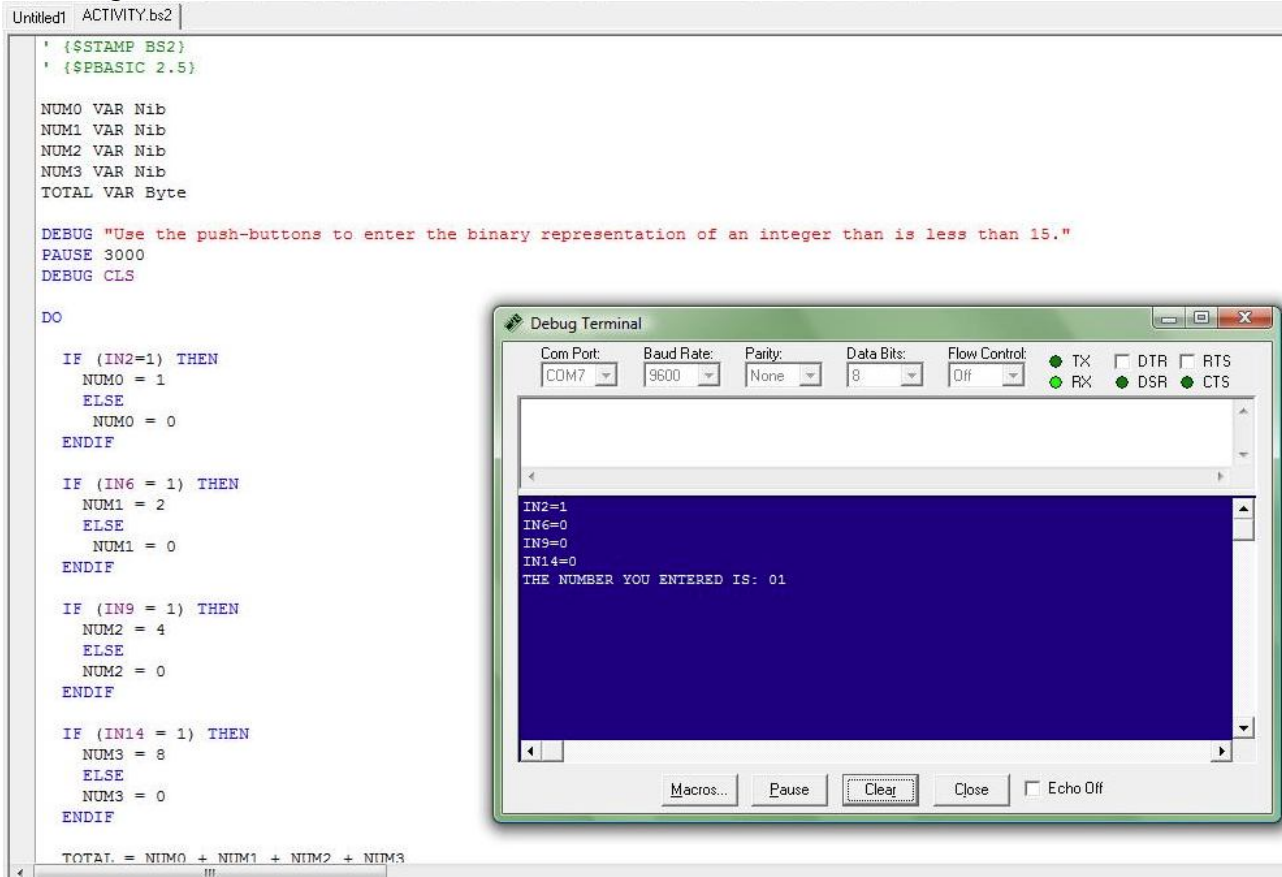 Untitled1 ACTIVITY.bs2
' {$STAMP BS2}
' {$PBASIC 2.5}
NUM0 VAR Nib
NUM1 VAR Nib
NUM2 VAR Nib
NUM3 VAR Nib
TOTAL VAR Byte
DEBUG "Use the push-buttons to enter the binary representation of an integer than is less than 15."
PAUSE 3000
DEBUG CLS
DO
IF (IN2=1) THEN
NUM0 = 1
ELSE
NUM0 = 0
ENDIF
IF (IN6 = 1) THEN
NUM1 = 2
ELSE
NUM1 = 0
ENDIF
IF (IN9 = 1) THEN
NUM2 = 4
ELSE
NUM2 = 0
ENDIF
IF (IN14 = 1) THEN
NUM3 = 8
ELSE
NUM3 = 0
ENDIF
TOTAL = NUM0 + NUM1 + NUM2 + NUM3
Debug Terminal
Com Port: Baud Rate: Parity: Data Bits: Flow Control: TX DTR RTS
COM7 9600 None 8 Off RX DSR CTS
IN2=1
IN6=0
IN9=0
IN14=0
THE NUMBER YOU ENTERED IS: 01
Macros... Pause Clear Close Echo Off